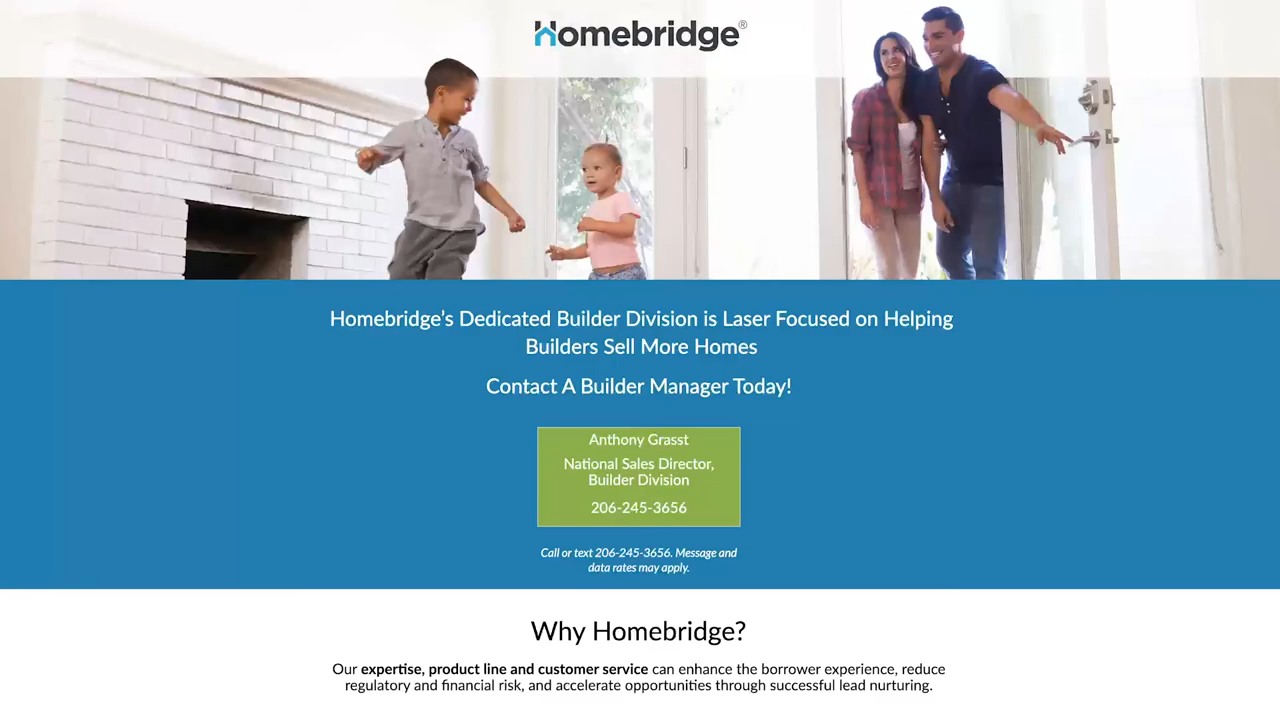 Homebridge®
Homebridge’s Dedicated Builder Division is Laser Focused on Helping
Builders Sell More Homes
Contact A Builder Manager Today!
Anthony Grasst
National Sales Director,
Builder Division
206-245-3656
Call or text 206-245-3656. Message and
data rates may apply.
Why Homebridge?
Our expertise, product line and customer service can enhance the borrower experience, reduce
regulatory and financial risk, and accelerate opportunities through successful lead nurturing.